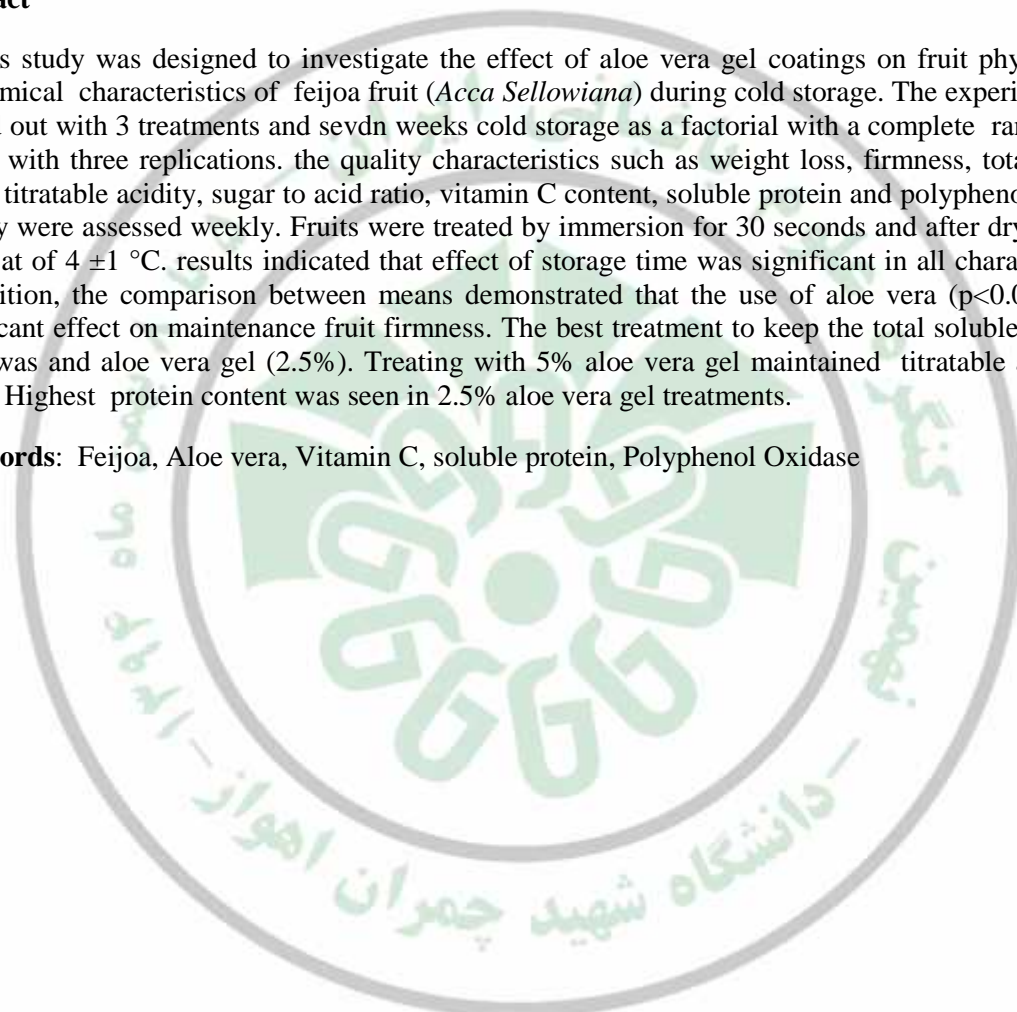 act
s study was designed to investigate the effect of aloe vera gel coatings on fruit phy
mical characteristics of feijoa fruit (Acca Sellowiana) during cold storage. The experi
out with 3 treatments and sevdn weeks cold storage as a factorial with a complete ran
with three replications. the quality characteristics such as weight loss, firmness, tota
titratable acidity, sugar to acid ratio, vitamin C content, soluble protein and polypheno
y were assessed weekly. Fruits were treated by immersion for 30 seconds and after dry
at of 4 ±1 °C. results indicated that effect of storage time was significant in all chara
ition, the comparison between means demonstrated that the use of aloe vera (p<0.0
cant effect on maintenance fruit firmness. The best treatment to keep the total soluble
was and aloe vera gel (2.5%). Treating with 5% aloe vera gel maintained titratable
Highest protein content was seen in 2.5% aloe vera gel treatments.
ords: Feijoa, Aloe vera, Vitamin C, soluble protein, Polyphenol Oxidase
دانشگاه شهید چمران اهواز